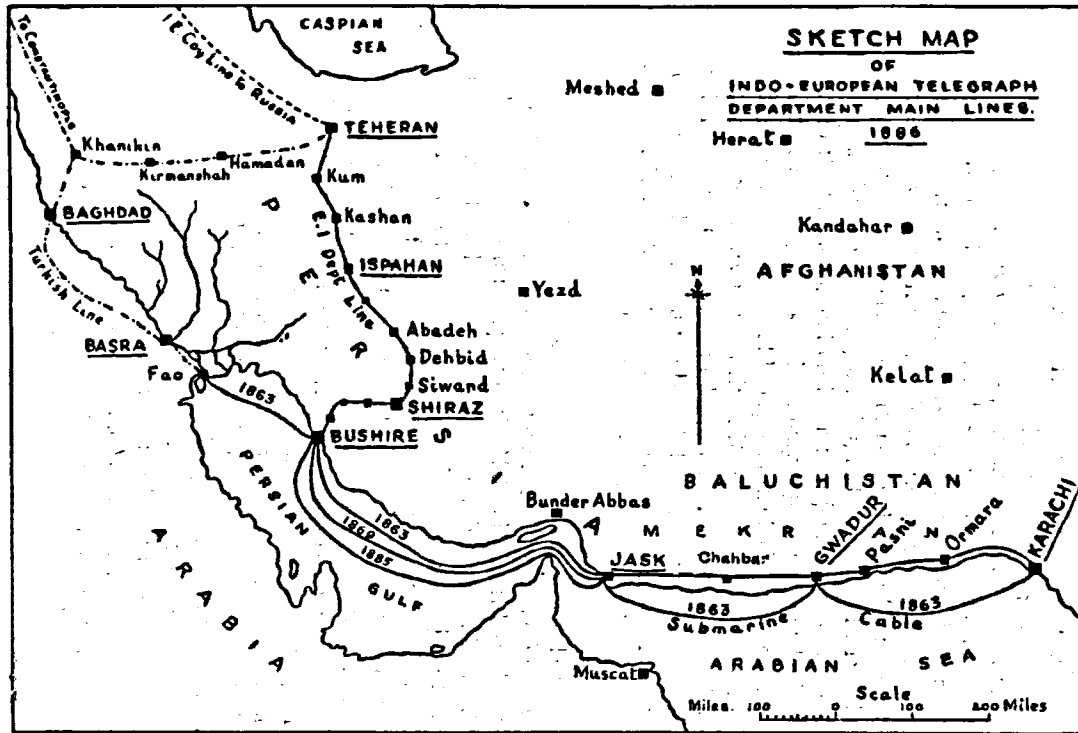 SKETCH MAP
OF
INDO-EUROPEAN TELEGRAPH
DEPARTMENT MAIN LINES.
1886
CASPIAN
SEA
To Constantinople
I E Coy Line to Russia
Meshed
Herat
TEHERAN
Khanikin
Kirmanshah
Hamadan
Kum
BAGHDAD
Kashan
Kandahar
AFGHANISTAN
ISPAHAN
E.I Dept Line
PERSIA
N
Yezd
Turkish Line
Abadeh
BASRA
Dehbid
Fao
Siwand
Kelat
1863
SHIRAZ
BUSHIRE
PERSIAN
GULF
BALUCHISTAN
Bunder Abbas
MEKRAN
1863
1869
1885
JASK
Chahbar
GWADUR
Pasni
Ormara
KARACHI
ARABIA
1863
1863
Submarine Cable
ARABIAN SEA
Muscat
Scale
Miles. 100 0 100 200 Miles